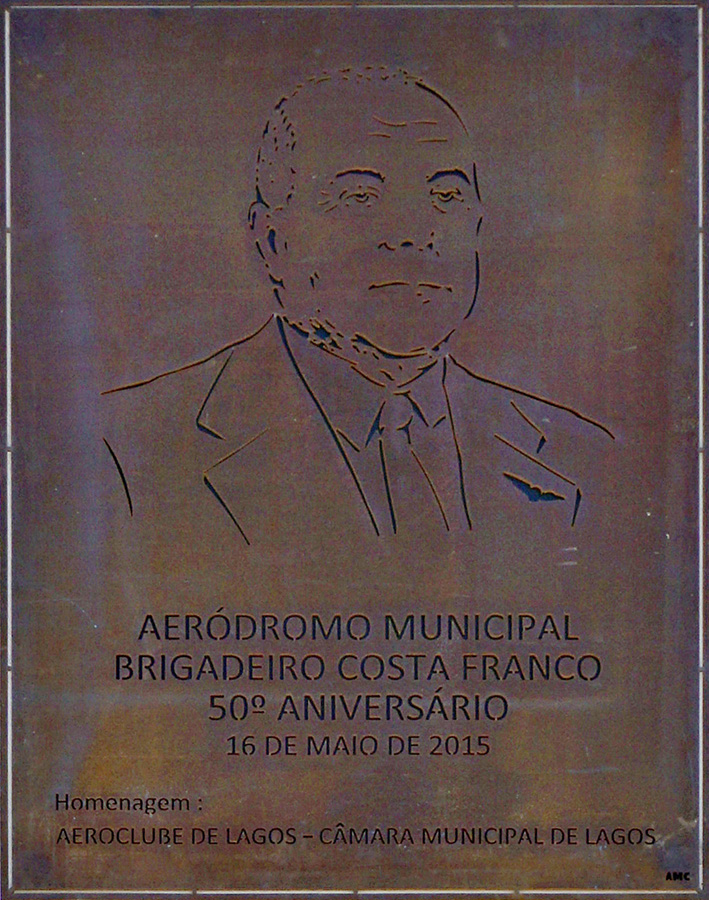 AERÓDROMO MUNICIPAL
BRIGADEIRO COSTA FRANCO
50º ANIVERSÁRIO
16 DE MAIO DE 2015
Homenagem :
AEROCLUBE DE LAGOS – CÂMARA MUNICIPAL DE LAGOS
AMC